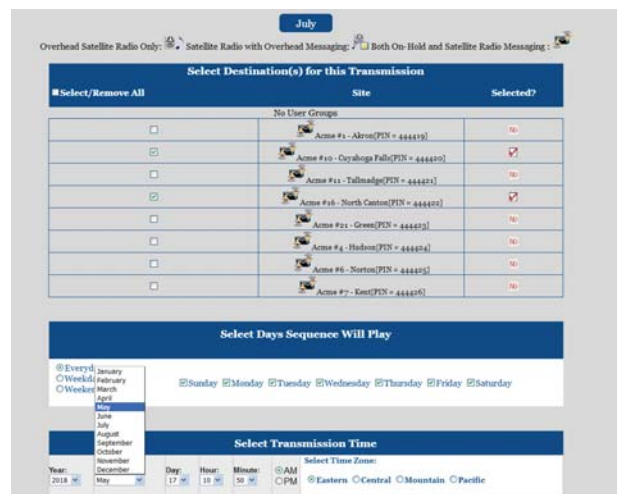 July
Overhead Satellite Radio Only: Satellite Radio with Overhead Messaging: Both On-Hold and Satellite Radio Messaging :
Select Destination(s) for this Transmission
Select/Remove All Site Selected?
No User Groups
Acme #1 - Akron[PIN = 444419] No
Acme #10 - Cuyahoga Falls[PIN = 444420]
Acme #11 - Tallmadge[PIN = 444421] No
Acme #16 - North Canton[PIN = 444422]
Acme #21 - Green[PIN = 444423] No
Acme #4 - Hudson[PIN = 444424] No
Acme #6 - Norton[PIN = 444425] No
Acme #7 - Kent[PIN = 444426] No
Select Days Sequence Will Play
Everyd
Weekda
Weeken
Sunday Monday Tuesday Wednesday Thursday Friday Saturday
January
February
March
April
May
June
July
August
September
October
November
December
Select Transmission Time
Year: Day: Hour: Minute: AM Select Time Zone:
2018 May 17 10 50 PM Eastern Central Mountain Pacific